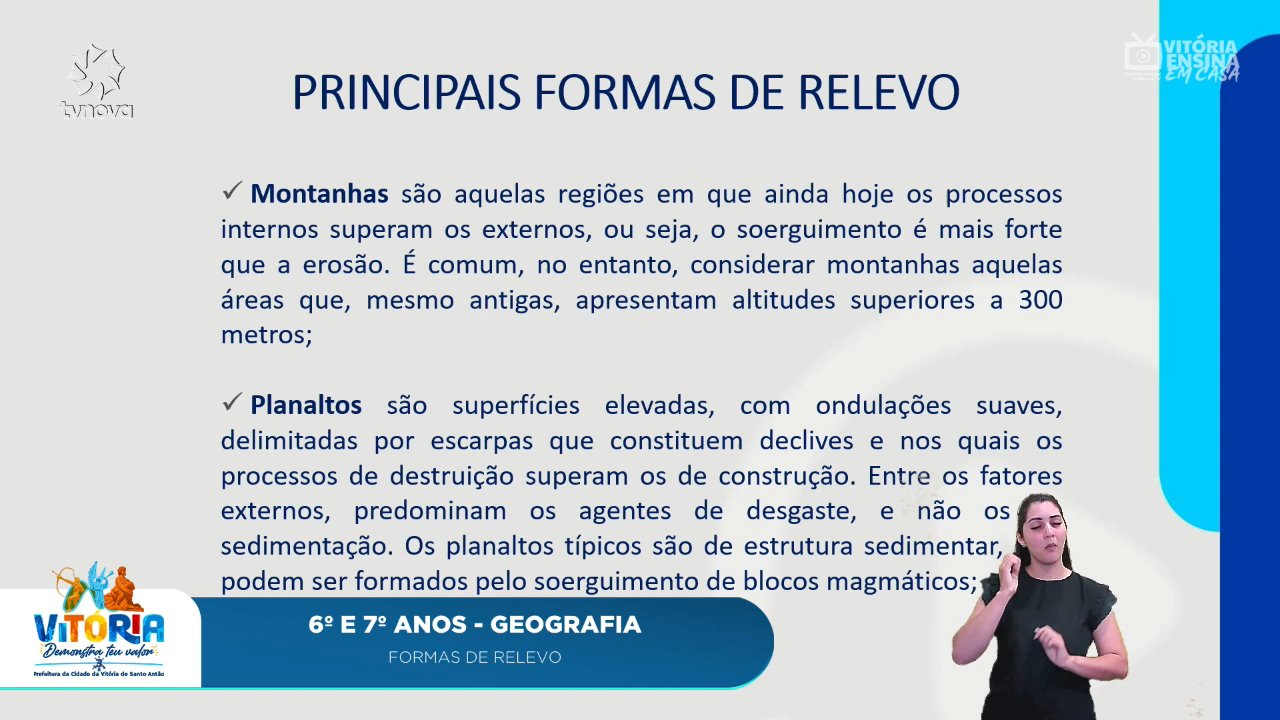 tvnova
VITÓRIA
ENSINA
EM CASA
PRINCIPAIS FORMAS DE RELEVO
✓ Montanhas são aquelas regiões em que ainda hoje os processos
internos superam os externos, ou seja, o soerguimento é mais forte
que a erosão. É comum, no entanto, considerar montanhas aquelas
áreas que, mesmo antigas, apresentam altitudes superiores a 300
metros;
✓ Planaltos são superfícies elevadas, com ondulações suaves,
delimitadas por escarpas que constituem declives e nos quais os
processos de destruição superam os de construção. Entre os fatores
externos, predominam os agentes de desgaste, e não os
sedimentação. Os planaltos típicos são de estrutura sedimentar,
podem ser formados pelo soerguimento de blocos magmáticos;
6º E 7º ANOS - GEOGRAFIA
FORMAS DE RELEVO
ViTÓRiA
Demonstra teu valor
Prefeitura da Cidade da Vitória de Santo Antão